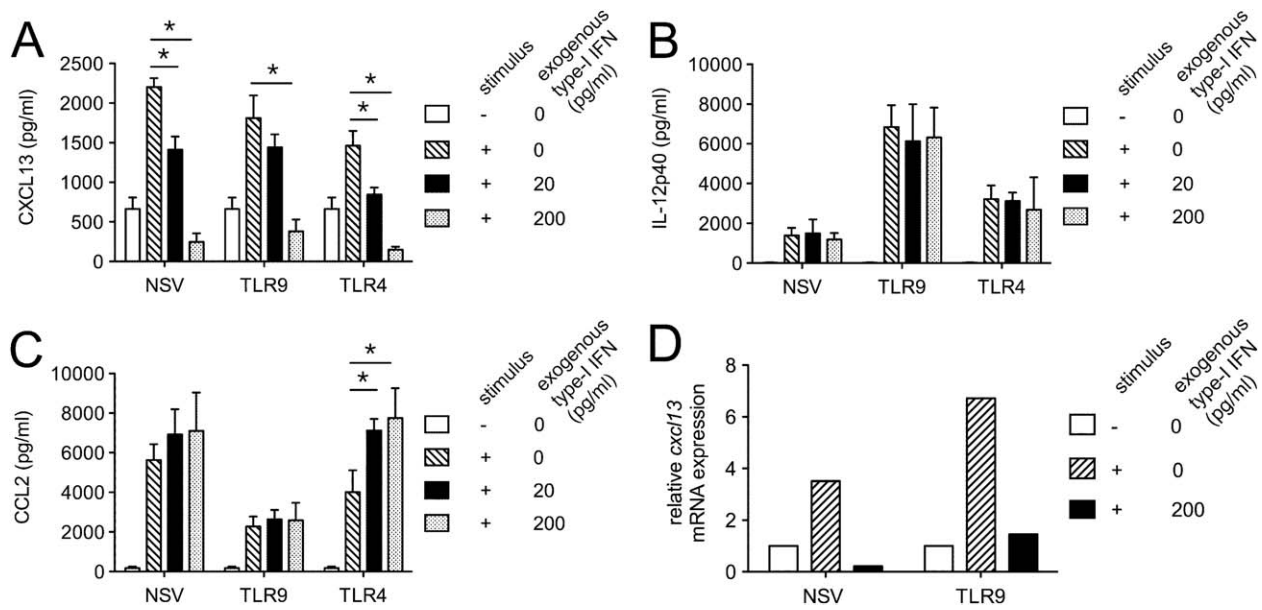 A
CXCL13 (pg/ml)
2500
2000
1500
1000
500
0
* * * * *
NSV TLR9 TLR4
stimulus
exogenous
type-I IFN
(pg/ml)
- 0
+ 0
+ 20
+ 200
B
IL-12p40 (pg/ml)
10000
8000
6000
4000
2000
0
NSV TLR9 TLR4
stimulus
exogenous
type-I IFN
(pg/ml)
- 0
+ 0
+ 20
+ 200
C
CCL2 (pg/ml)
10000
8000
6000
4000
2000
0
* *
NSV TLR9 TLR4
stimulus
exogenous
type-I IFN
(pg/ml)
- 0
+ 0
+ 20
+ 200
D
relative cxcl13
mRNA expression
8
6
4
2
0
NSV TLR9
stimulus
exogenous
type-I IFN
(pg/ml)
- 0
+ 0
+ 200